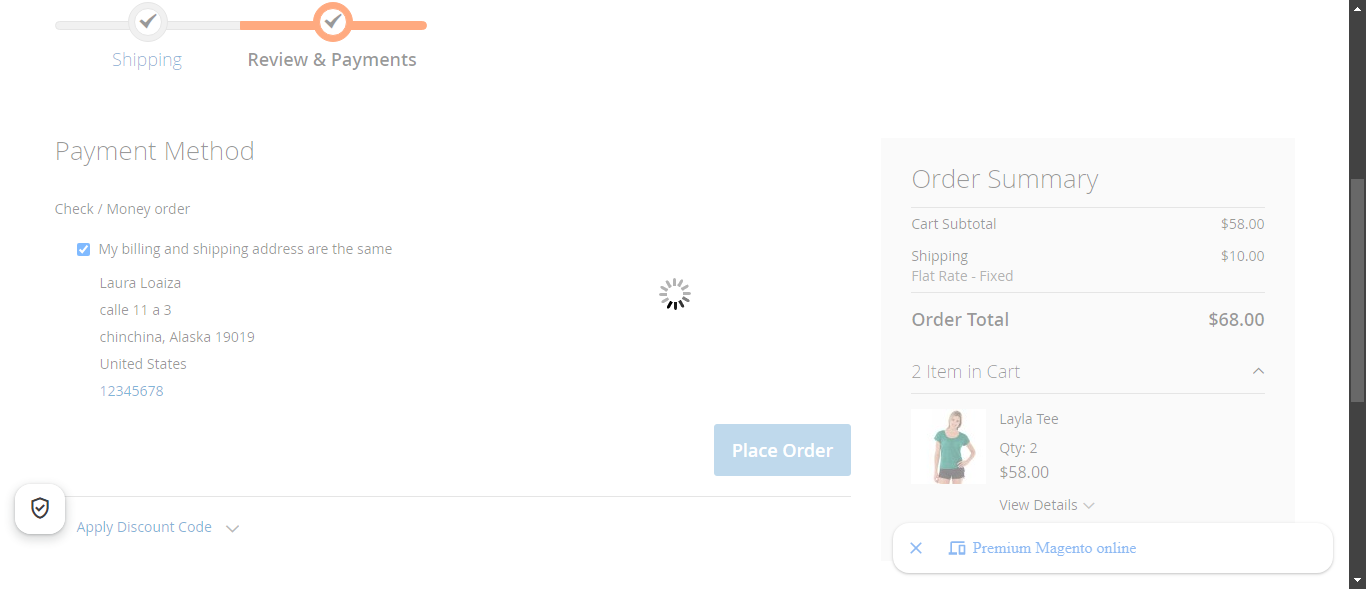 Shipping
Review & Payments
Payment Method
Check / Money order
My billing and shipping address are the same
Laura Loaiza
calle 11 a 3
chinchina, Alaska 19019
United States
12345678
Place Order
Apply Discount Code
Order Summary
Cart Subtotal $58.00
Shipping $10.00
Flat Rate - Fixed
Order Total $68.00
2 Item in Cart
Layla Tee
Qty: 2
$58.00
View Details
Premium Magento online